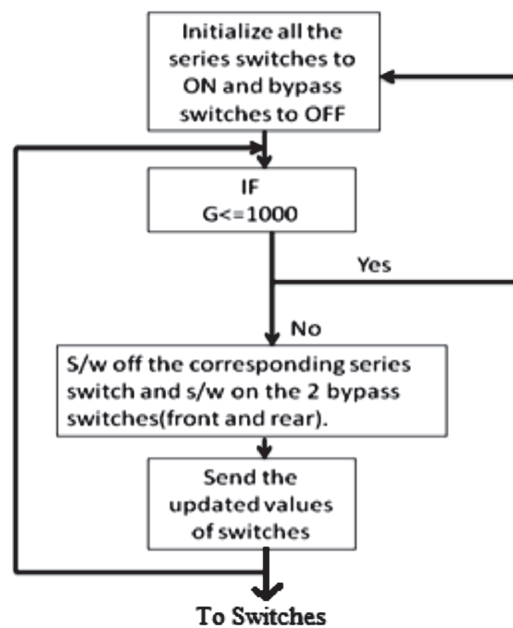 Initialize all the
series switches to
ON and bypass
switches to OFF
IF
G<=1000
Yes
No
S/w off the corresponding series
switch and s/w on the 2 bypass
switches(front and rear).
Send the
updated values
of switches
To Switches